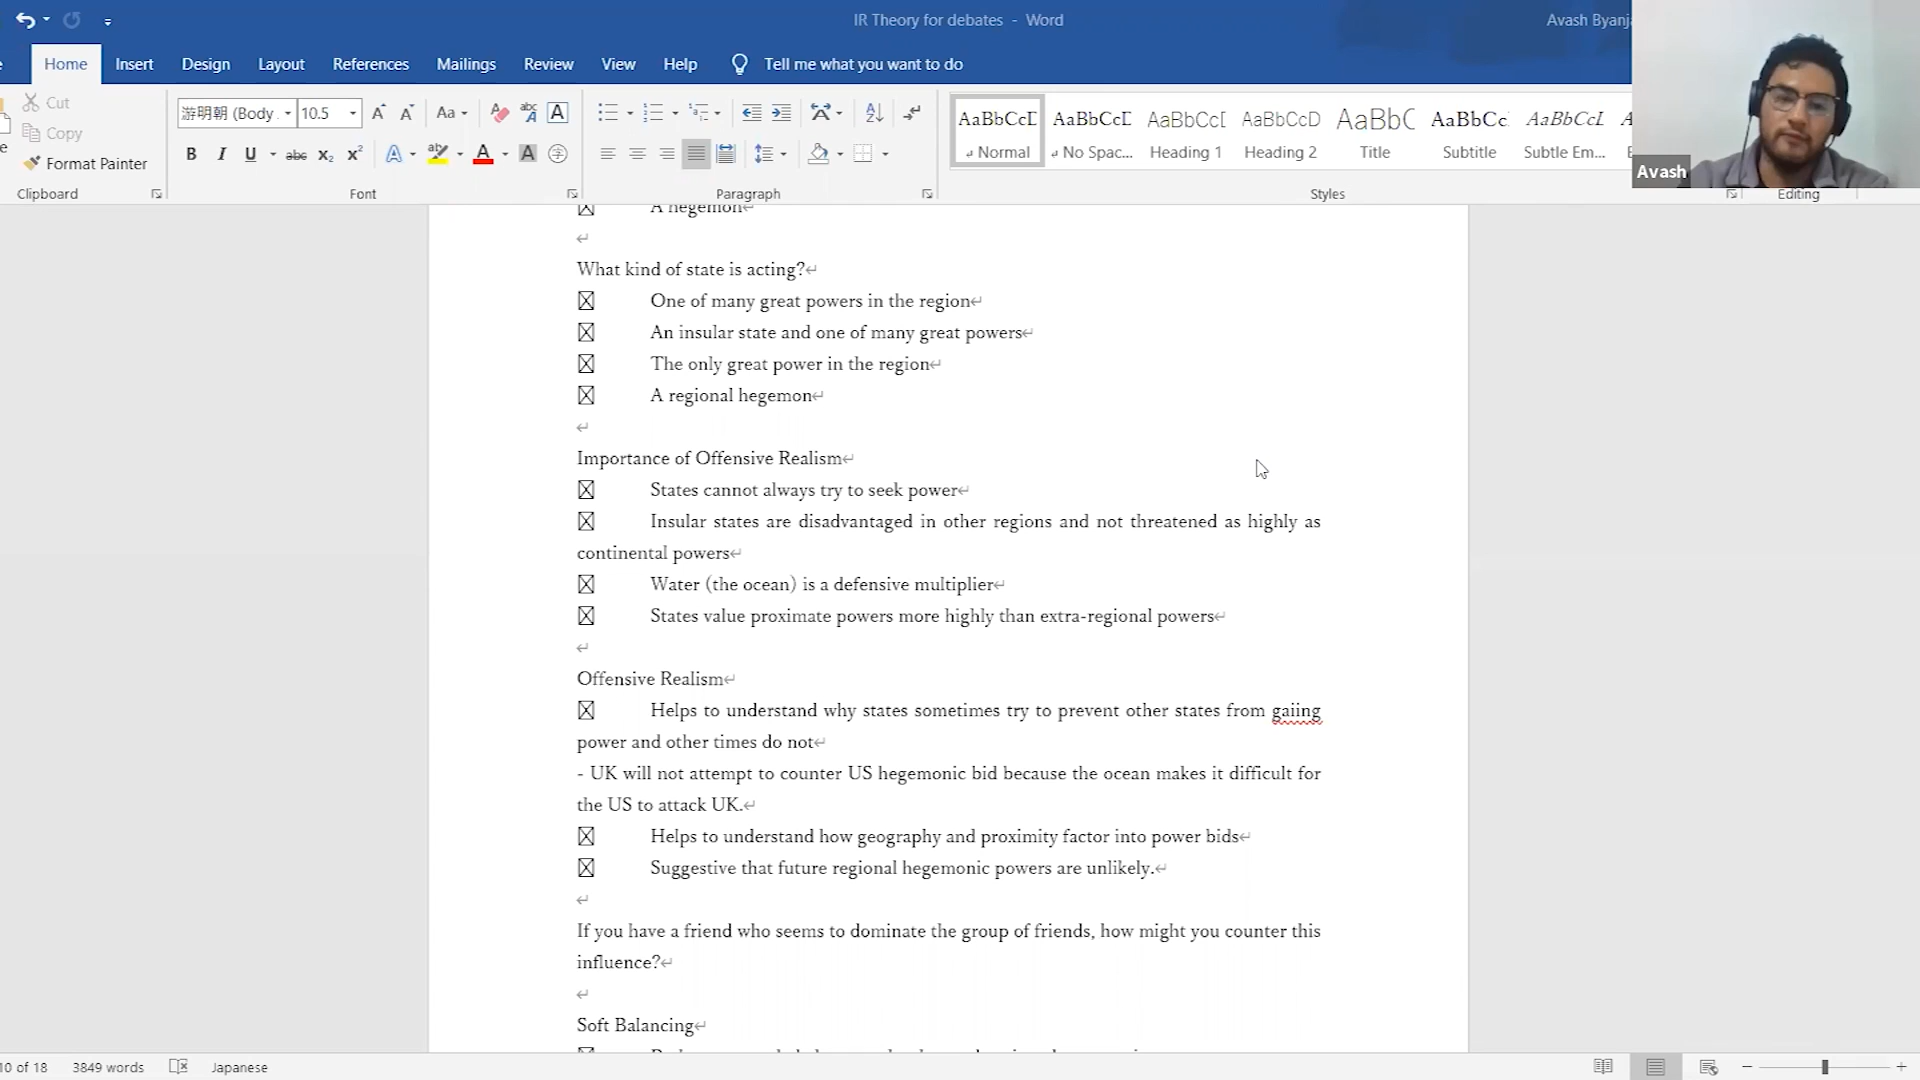 IR Theory for debates - Word
Avash
Home Insert Design Layout References Mailings Review View Help Tell me what you want to do
Cut
Copy
Format Painter
Clipboard
游明朝 (Body 10.5
Font
Paragraph
AaBbCcD AaBbCcD AaBbC AaBbCcD AaBbC AaBbCc AaBbCcL
Normal No Spac... Heading 1 Heading 2 Title Subtitle Subtle Em...
Styles
Editing
Avash
A hegemon
What kind of state is acting?
One of many great powers in the region
An insular state and one of many great powers
The only great power in the region
A regional hegemon
Importance of Offensive Realism
States cannot always try to seek power
Insular states are disadvantaged in other regions and not threatened as highly as
continental powers
Water (the ocean) is a defensive multiplier
States value proximate powers more highly than extra-regional powers
Offensive Realism
Helps to understand why states sometimes try to prevent other states from gaiing
power and other times do not
- UK will not attempt to counter US hegemonic bid because the ocean makes it difficult for
the US to attack UK.
Helps to understand how geography and proximity factor into power bids
Suggestive that future regional hegemonic powers are unlikely.
If you have a friend who seems to dominate the group of friends, how might you counter this
influence?
Soft Balancing
10 of 18 3849 words Japanese